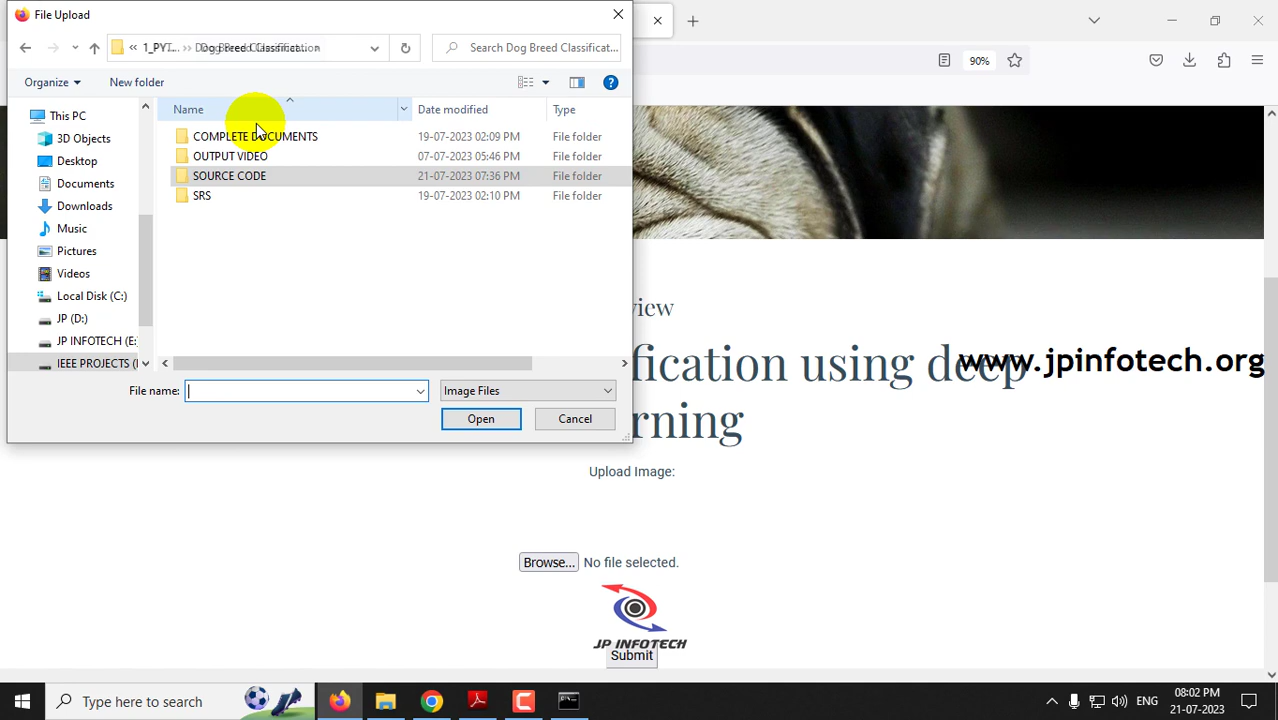 File Upload
« 1_PYT... » Dog Breed Classificat...
Search Dog Breed Classificat...
90%
Organize
New folder
Name
Date modified
Type
This PC
3D Objects
Desktop
Documents
Downloads
Music
Pictures
Videos
Local Disk (C:)
JP (D:)
JP INFOTECH (E:
IEEE PROJECTS (
COMPLETE DOCUMENTS
19-07-2023 02:09 PM
File folder
OUTPUT VIDEO
07-07-2023 05:46 PM
File folder
SOURCE CODE
21-07-2023 07:36 PM
File folder
SRS
19-07-2023 02:10 PM
File folder
File name:
Image Files
Open
Cancel
view
fication using deep
www.jpinfotech.org
rning
Upload Image:
Browse... No file selected.
JP INFOTECH
Submit
Type here to search
ENG
08:02 PM
21-07-2023